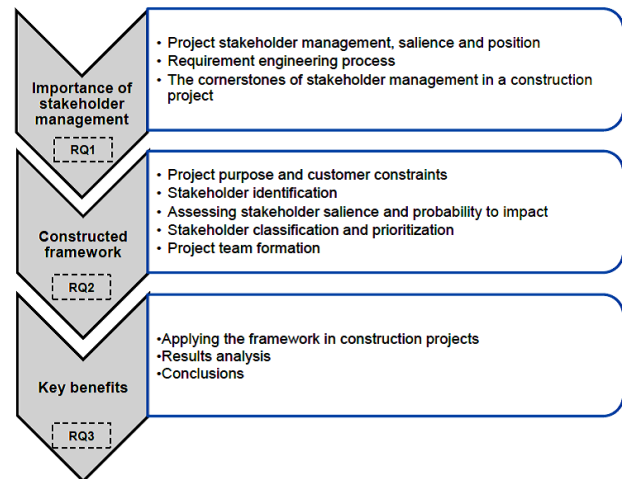 Importance of
stakeholder
management
RQ1
• Project stakeholder management, salience and position
• Requirement engineering process
• The cornerstones of stakeholder management in a construction
project
Constructed
framework
RQ2
• Project purpose and customer constraints
• Stakeholder identification
• Assessing stakeholder salience and probability to impact
• Stakeholder classification and prioritization
• Project team formation
Key benefits
RQ3
•Applying the framework in construction projects
•Results analysis
•Conclusions